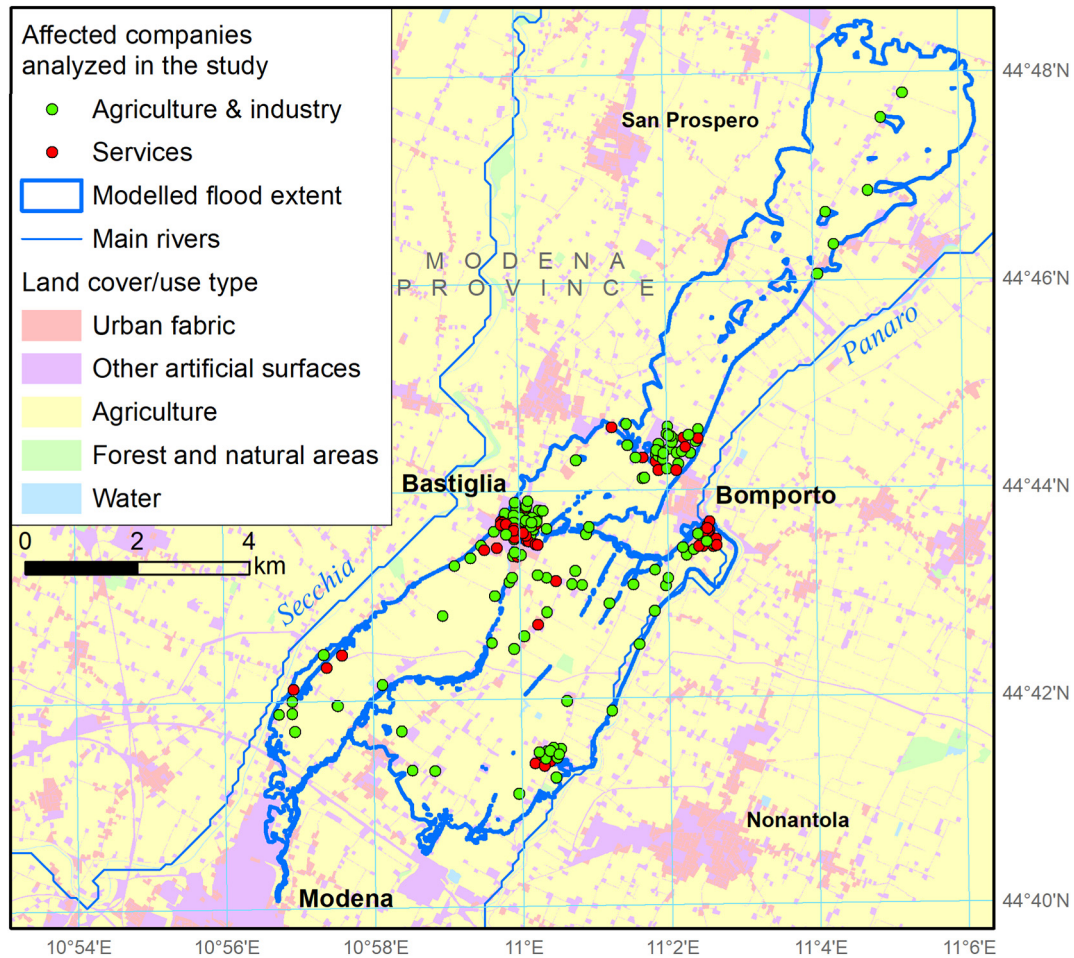 Affected companies
analyzed in the study
Agriculture & industry
Services
Modelled flood extent
Main rivers
Land cover/use type
Urban fabric
Other artificial surfaces
Agriculture
Forest and natural areas
Water
0 2 4
km
San Prospero
MODENA
PROVINCE
Panaro
Bastiglia
Bomporto
Secchia
Nonantola
Modena
44°48'N
44°46'N
44°44'N
44°42'N
44°40'N
10°54'E 10°56'E 10°58'E 11°E 11°2'E 11°4'E 11°6'E